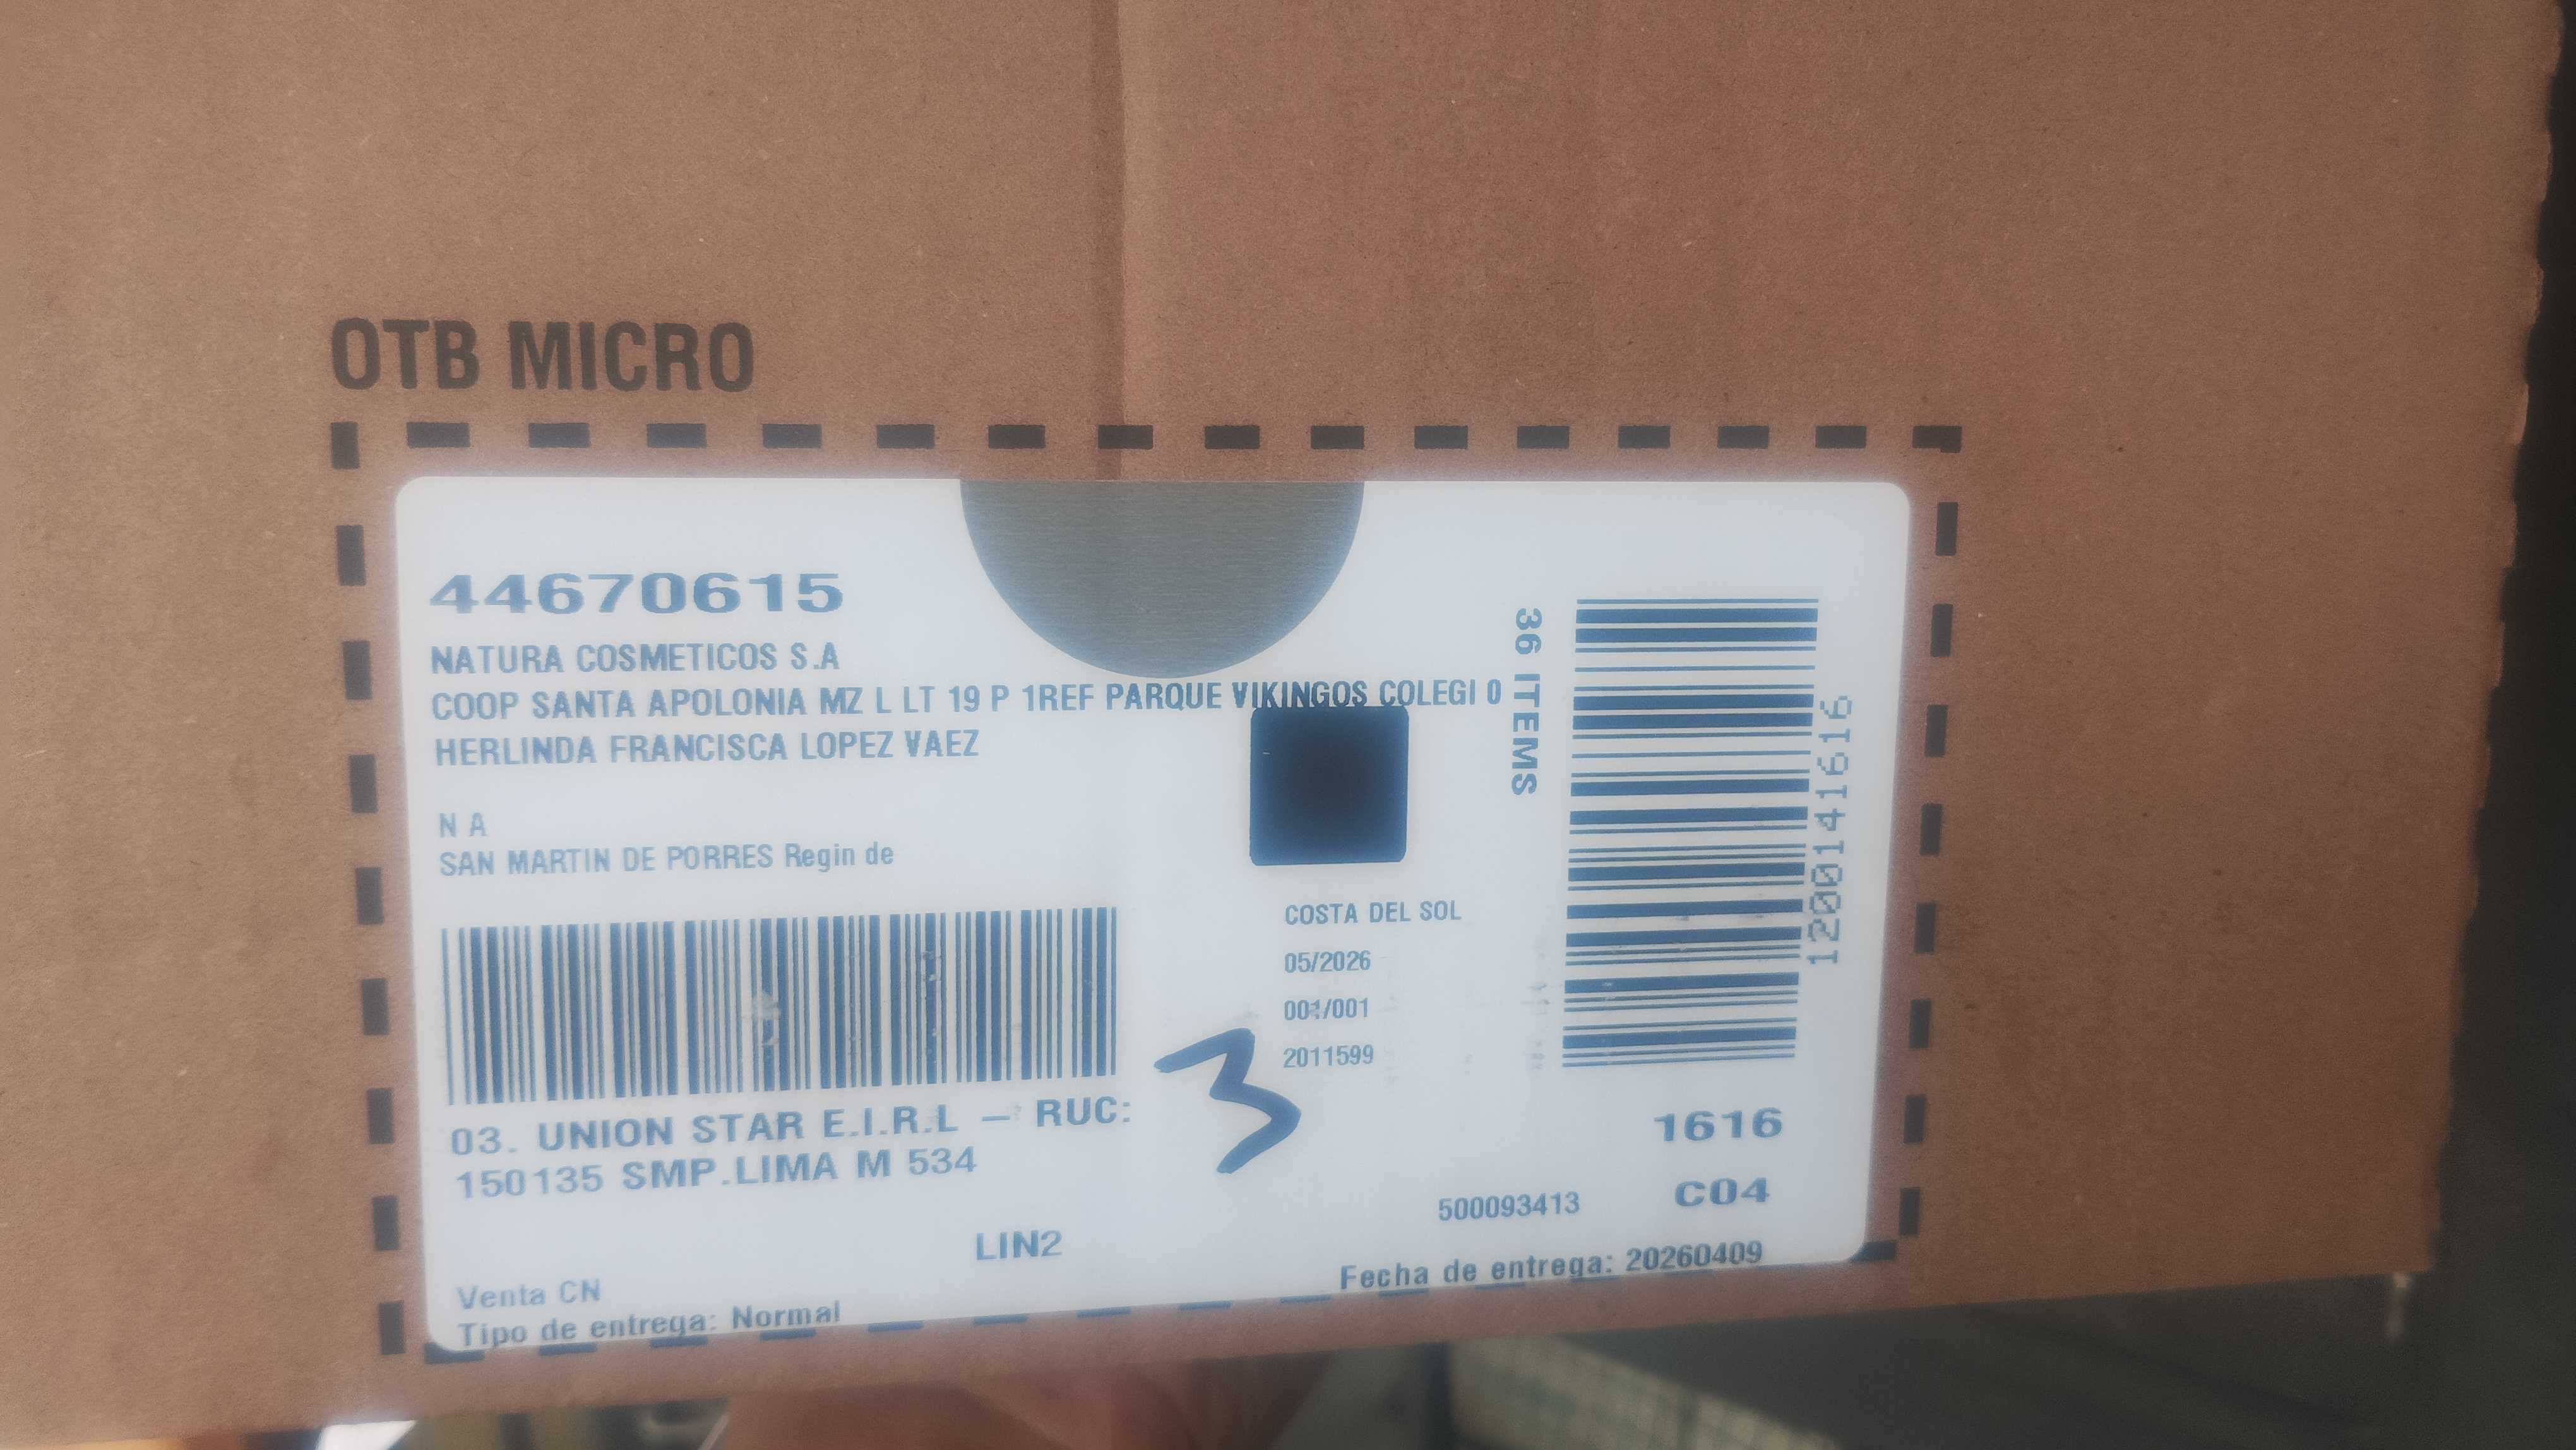 OTB MICRO
44670615
NATURA COSMETICOS S.A
COOP SANTA APOLONIA MZ L LT 19 P 1REF PARQUE VIKINGOS COLEGI 0
HERLINDA FRANCISCA LOPEZ VAEZ
N A
SAN MARTIN DE PORRES Regin de
36 ITEMS
120014141616
COSTA DEL SOL
05/2026
001/001
2011599
3
03. UNION STAR E.I.R.L – RUC:
150135 SMP.LIMA M 534
1616
C04
500093413
LIN2
Fecha de entrega: 20260409
Venta CN
Tipo de entrega: Normal